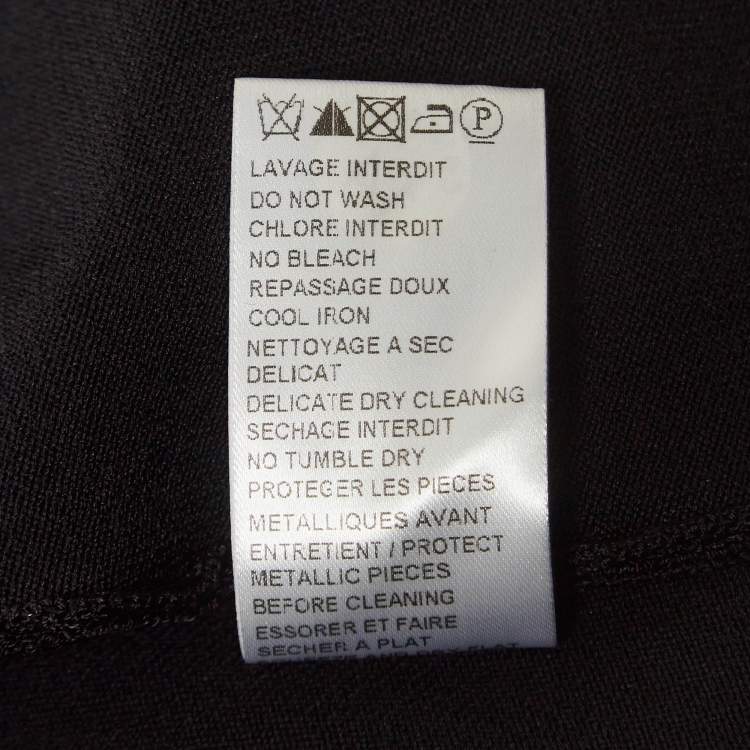 P
LAVAGE INTERDIT
DO NOT WASH
CHLORE INTERDIT
NO BLEACH
REPASSAGE DOUX
COOL IRON
NETTOYAGE A SEC
DELICAT
DELICATE DRY CLEANING
SECHAGE INTERDIT
NO TUMBLE DRY
PROTEGER LES PIECES
METALLIQUES AVANT
ENTRETIENT / PROTECT
METALLIC PIECES
BEFORE CLEANING
ESSORER ET FAIRE
SECHER A PLAT